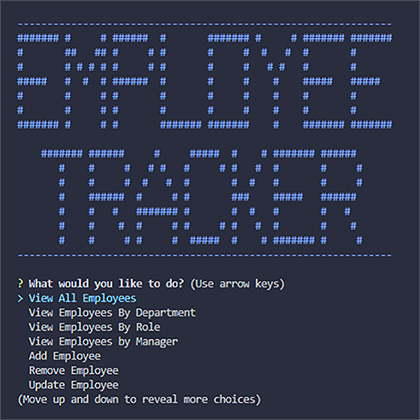 EMPLOYEE
TRACKER
? What would you like to do? (Use arrow keys)
> View All Employees
View Employees By Department
View Employees By Role
View Employees by Manager
Add Employee
Remove Employee
Update Employee
(Move up and down to reveal more choices)